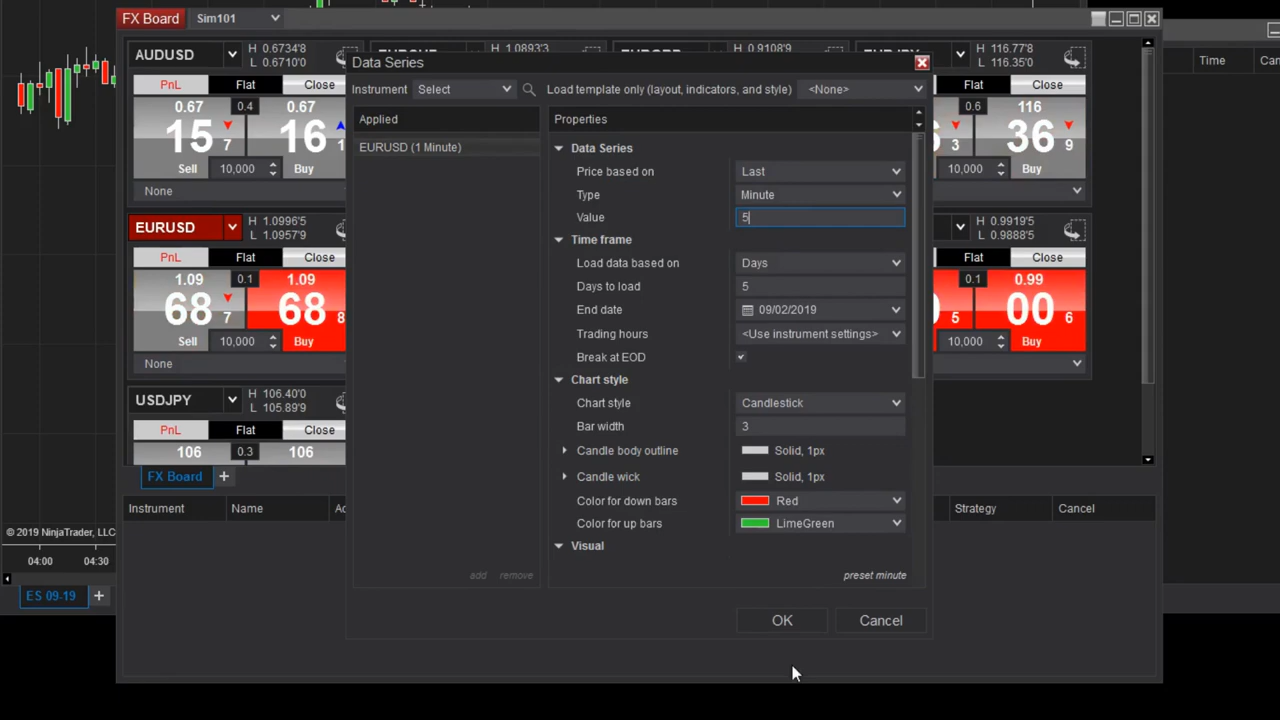 FX Board Sim101
AUDUSD H 0.6734'8 L 0.6710'0
H 1.0893'3
H 0.9108'9
H 116.77'8 L 116.35'3
PnL Flat Close
0.67 0.4 0.67
15 7 16 1
Sell 10,000 Buy
None
0.6 116
3 36 9
Close
10,000 Buy
EURUSD H 1.0996'5 L 1.0957'9
PnL Flat Close
1.09 0.1 1.09
68 7 68 8
Sell 10,000 Buy
None
H 0.9919'5 L 0.9888'5
Close
0.1 0.99
5 00 6
10,000 Buy
USDJPY H 106.40'0 L 105.89'9
PnL Flat Close
106 0.3 106
FX Board +
Instrument Name Strategy Cancel
Data Series
Instrument Select Load template only (layout, indicators, and style) <None>
Applied
EURUSD (1 Minute)
add remove
Properties
Data Series
Price based on Last
Type Minute
Value 5
Time frame
Load data based on Days
Days to load 5
End date 09/02/2019
Trading hours <Use instrument settings>
Break at EOD
Chart style
Chart style Candlestick
Bar width 3
Candle body outline Solid, 1px
Candle wick Solid, 1px
Color for down bars Red
Color for up bars LimeGreen
Visual
preset minute
OK Cancel
© 2019 NinjaTrader, LLC
04:00 04:30
ES 09-19 +
Time